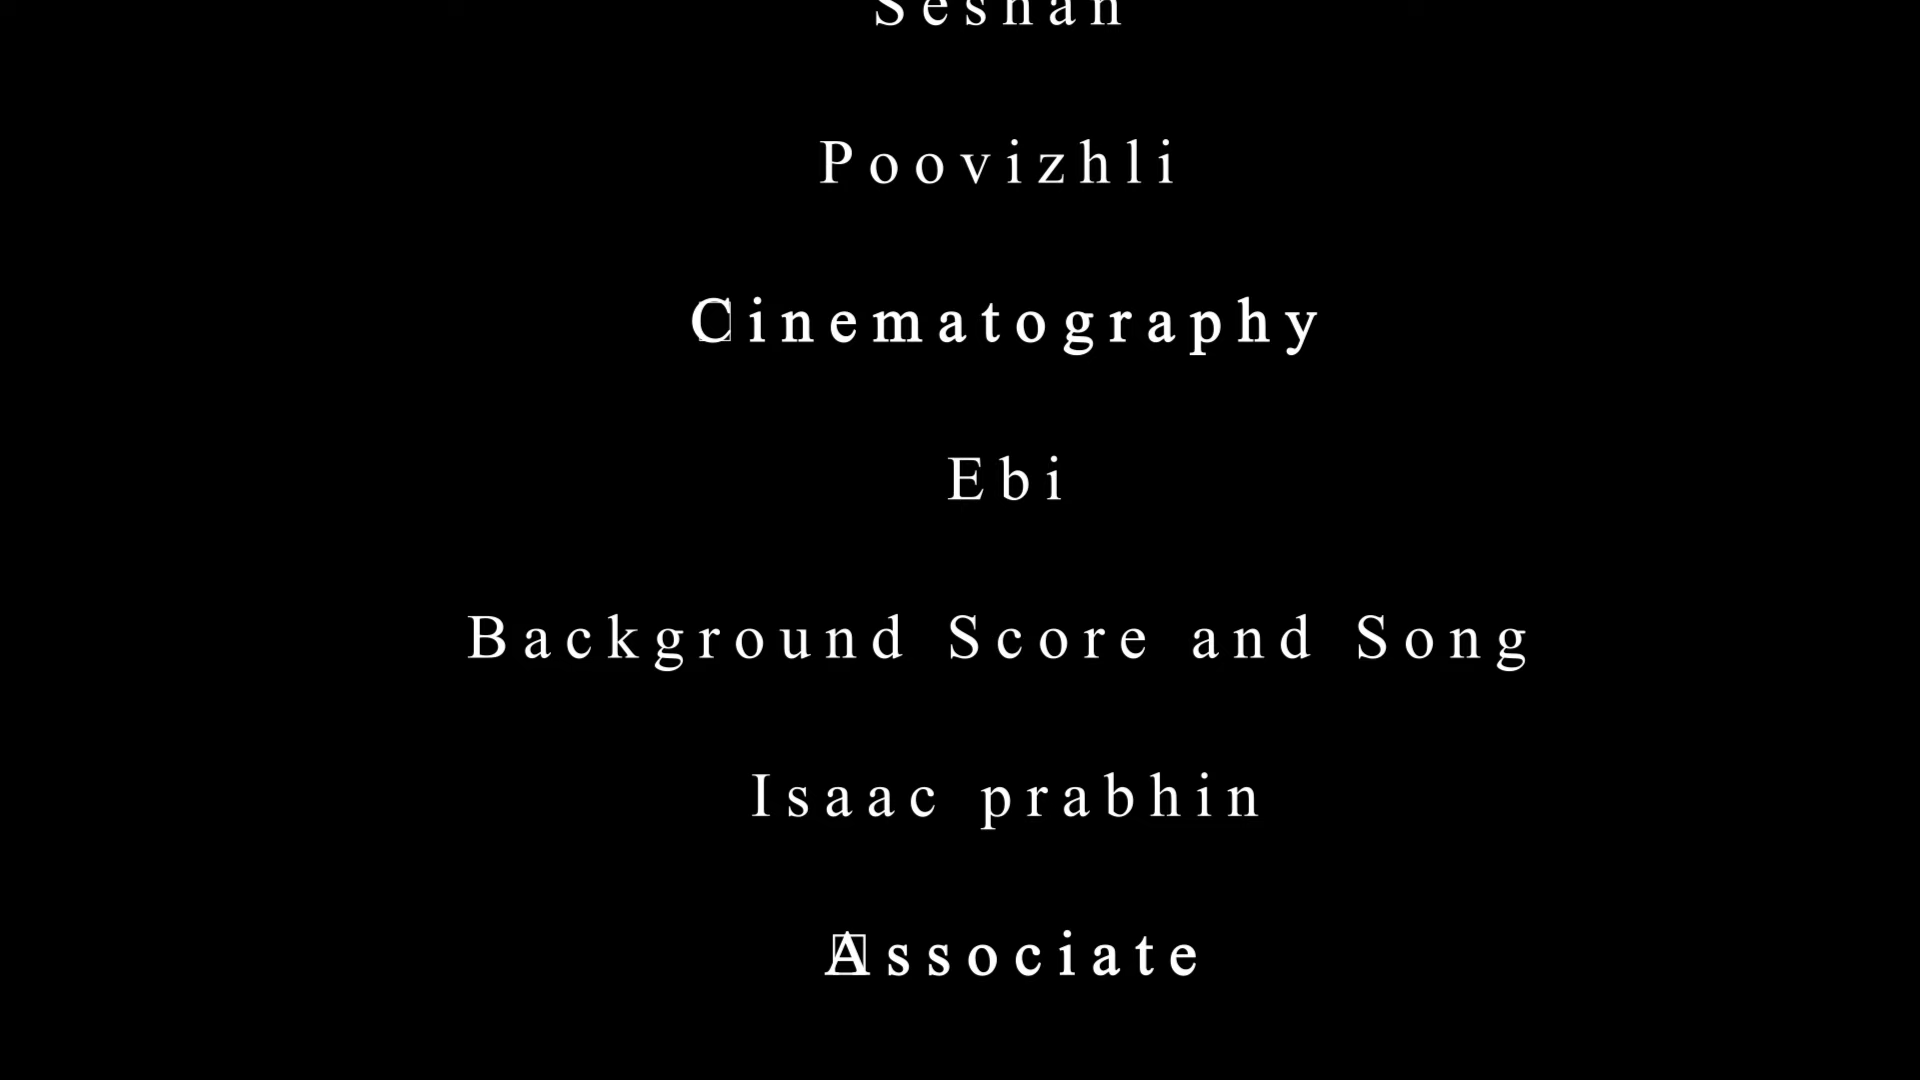 Seshan
Poovizhli
Cinematography
Ebi
Background Score and Song
Isaac prabhin
Associate